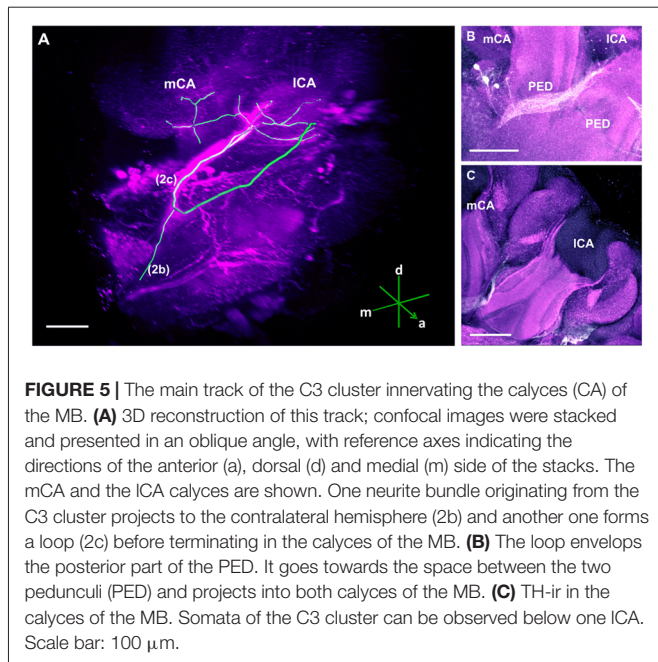 A
mCA
lCA
(2c)
(2b)
d
m
a
B
mCA
lCA
PED
PED
C
mCA
lCA
FIGURE 5 | The main track of the C3 cluster innervating the calyces (CA) of
the MB. (A) 3D reconstruction of this track; confocal images were stacked
and presented in an oblique angle, with reference axes indicating the
directions of the anterior (a), dorsal (d) and medial (m) side of the stacks. The
mCA and the lCA calyces are shown. One neurite bundle originating from the
C3 cluster projects to the contralateral hemisphere (2b) and another one forms
a loop (2c) before terminating in the calyces of the MB. (B) The loop envelops
the posterior part of the PED. It goes towards the space between the two
pedunculi (PED) and projects into both calyces of the MB. (C) TH-ir in the
calyces of the MB. Somata of the C3 cluster can be observed below one lCA.
Scale bar: 100 μm.